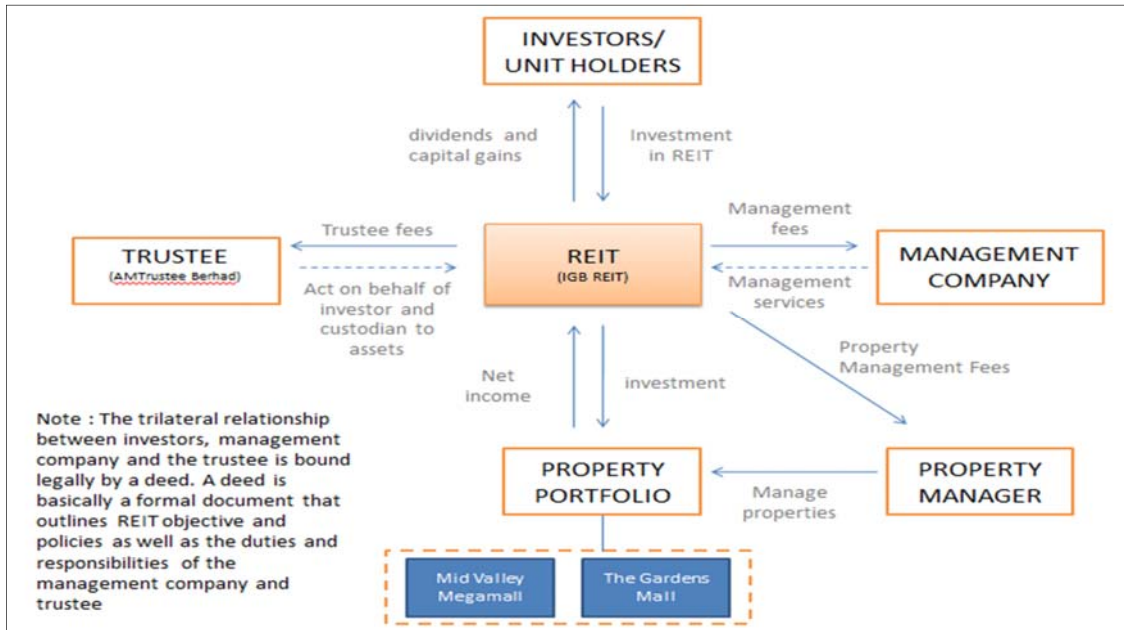 INVESTORS/
UNIT HOLDERS
dividends and
capital gains
Investment
in REIT
Trustee fees
Management
fees
TRUSTEE
(AMTrustee Berhad)
REIT
(IGB REIT)
MANAGEMENT
COMPANY
Act on behalf of
investor and
custodian to
assets
Management
services
Property
Management Fees
Net
income
investment
Note : The trilateral relationship
between investors, management
company and the trustee is bound
legally by a deed. A deed is
basically a formal document that
outlines REIT objective and
policies as well as the duties and
responsibilities of the
management company and
trustee
PROPERTY
PORTFOLIO
Manage
properties
PROPERTY
MANAGER
Mid Valley
Megamall
The Gardens
Mall